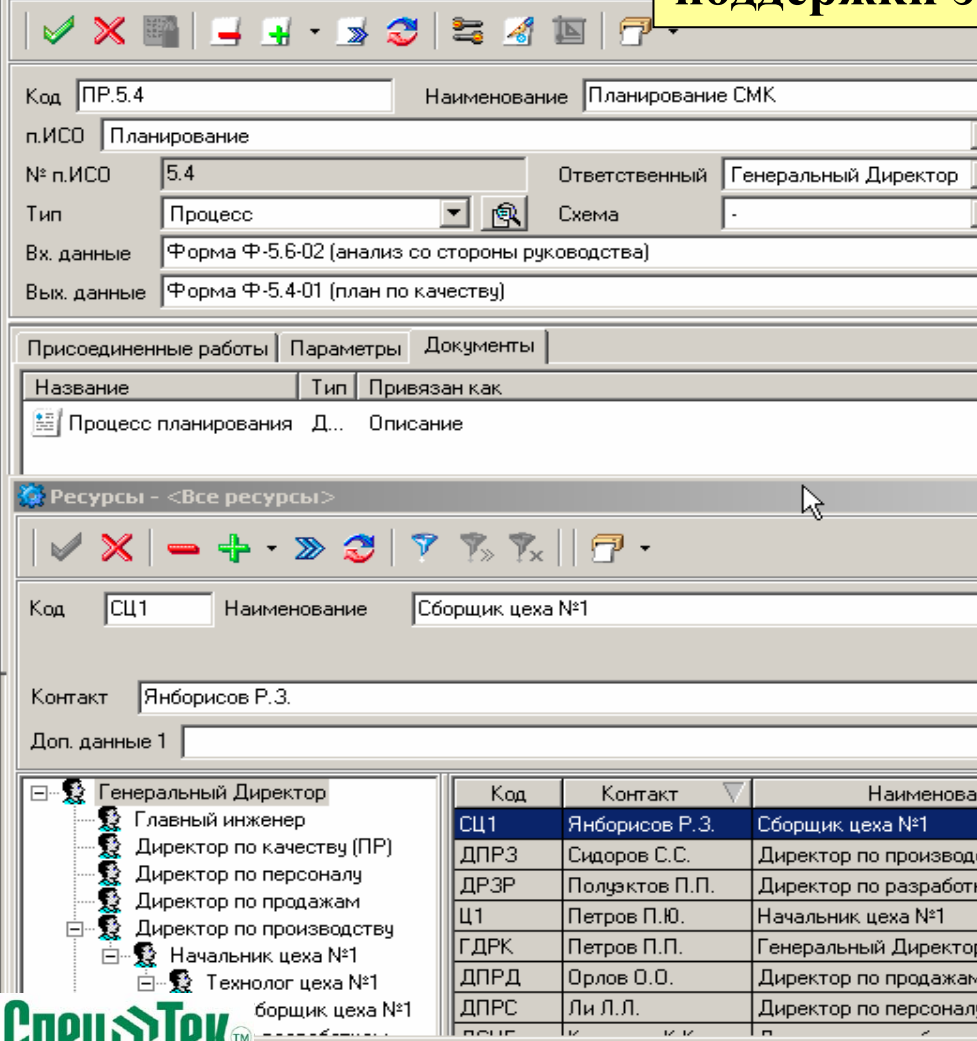 поддержки
Код ПР.5.4 Наименование Планирование СМК
п.ИСО Планирование
№ п.ИСО 5.4 Ответственный Генеральный Директор
Тип Процесс Схема -
Вх. данные Форма Ф-5.6-02 (анализ со стороны руководства)
Вых. данные Форма Ф-5.4-01 (план по качеству)
Присоединенные работы Параметры Документы
Название Тип Привязан как
Процесс планирования Д... Описание
Ресурсы - <Все ресурсы>
Код СЦ1 Наименование Сборщик цеха №1
Контакт Янборисов Р.З.
Доп. данные 1
Генеральный Директор
Главный инженер
Директор по качеству (ПР)
Директор по персоналу
Директор по продажам
Директор по производству
Начальник цеха №1
Технолог цеха №1
борщик цеха №1
Код Контакт Наименова
СЦ1 Янборисов Р.З. Сборщик цеха №1
ДПРЗ Сидоров С.С. Директор по производ
ДРЗР Полуэктов П.П. Директор по разработ
Ц1 Петров П.Ю. Начальник цеха №1
ГДРК Петров П.П. Генеральный Директор
ДПРД Орлов О.О. Директор по продажам
ДПРС Ли Л.Л. Директор по персонал
СпецТек TM